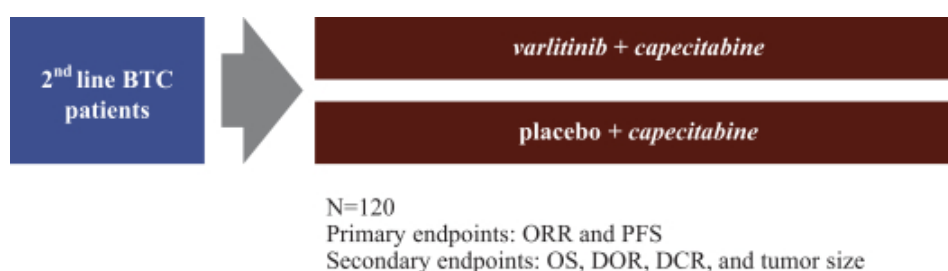 2nd line BTC
patients
varlitinib + capecitabine
placebo + capecitabine
N=120
Primary endpoints: ORR and PFS
Secondary endpoints: OS, DOR, DCR, and tumor size